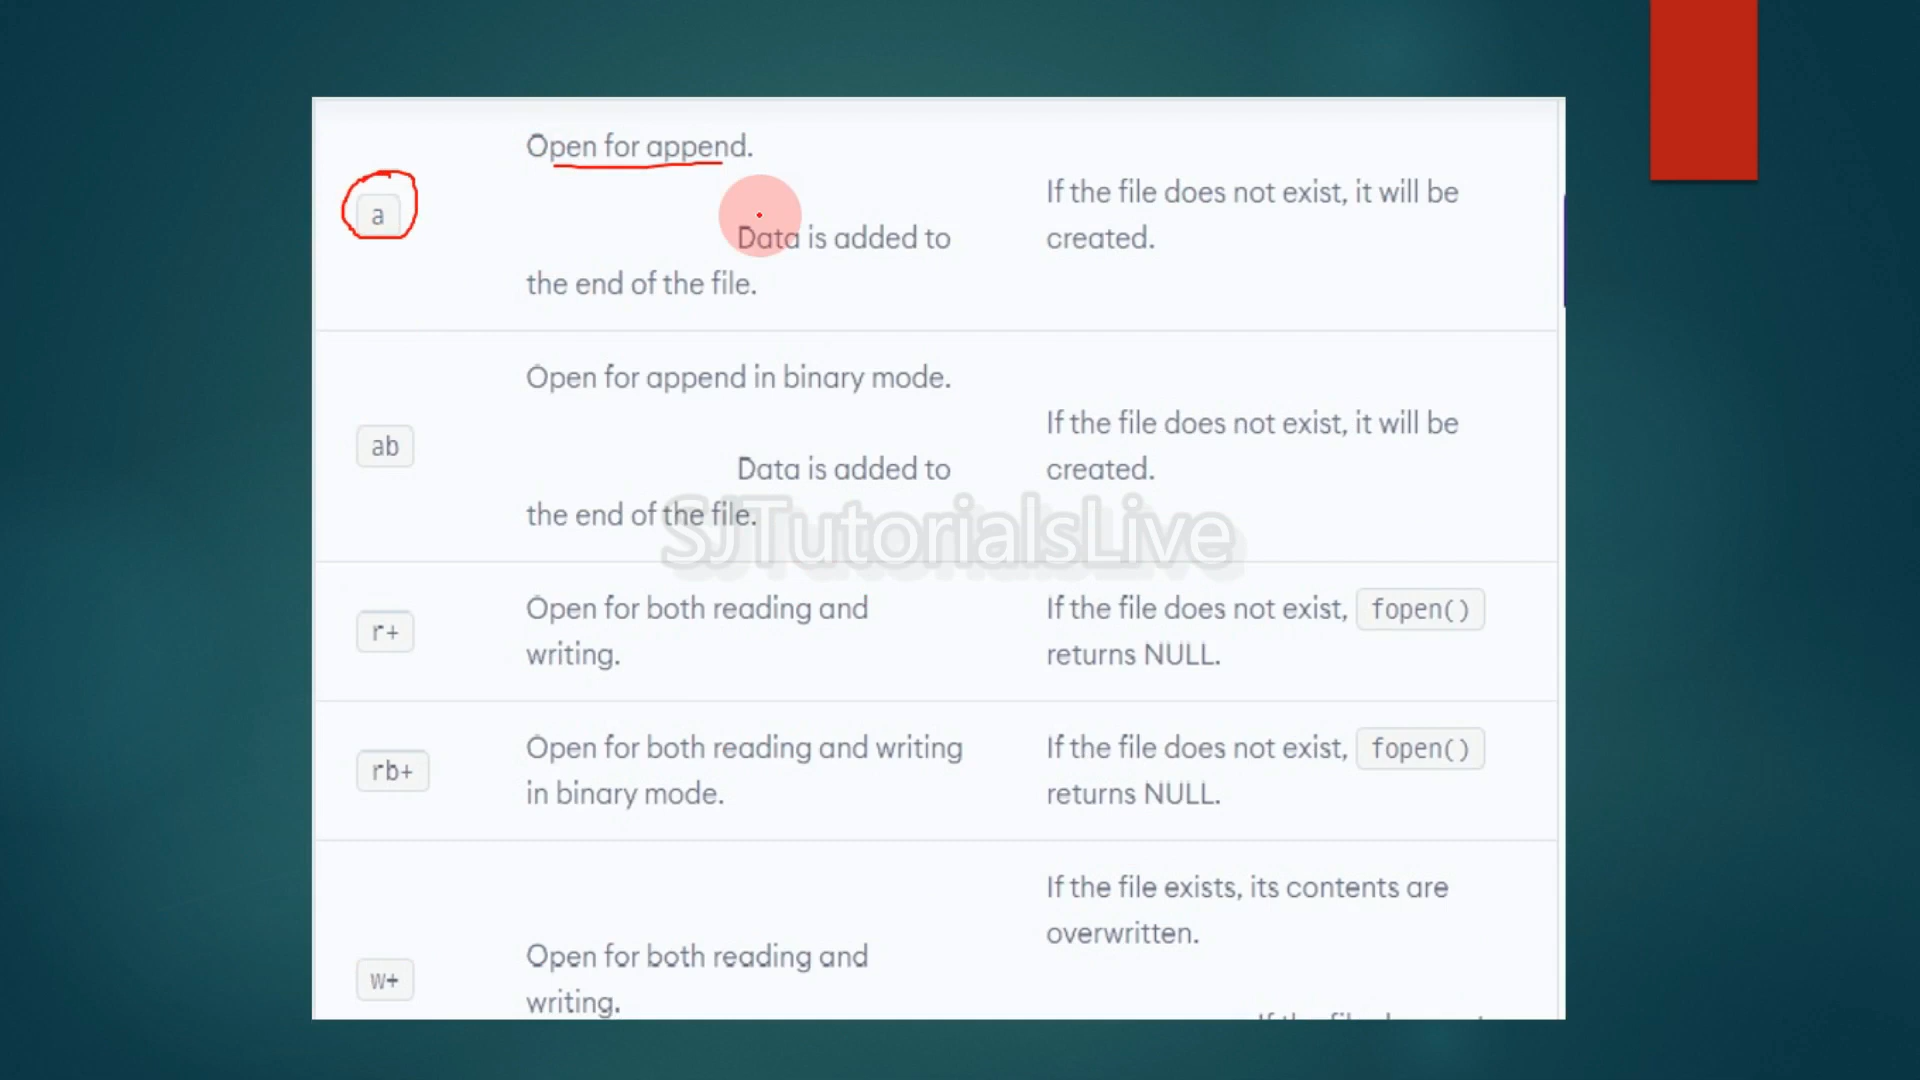 Open for append.
a
Data is added to
the end of the file.
If the file does not exist, it will be
created.
Open for append in binary mode.
ab
Data is added to
the end of the file.
If the file does not exist, it will be
created.
SJTutorialsLive
r+
Open for both reading and
writing.
If the file does not exist, fopen()
returns NULL.
rb+
Open for both reading and writing
in binary mode.
If the file does not exist, fopen()
returns NULL.
w+
Open for both reading and
writing.
If the file exists, its contents are
overwritten.